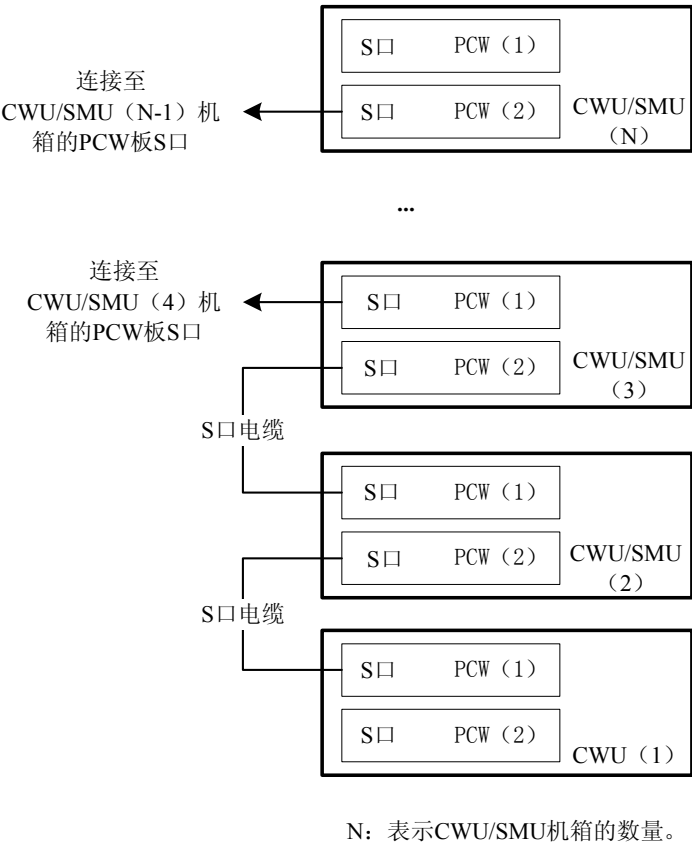 S口 PCW（1）
连接至
CWU/SMU（N-1）机
箱的PCW板S口
S口 PCW（2）
CWU/SMU
（N）
...
连接至
CWU/SMU（4）机
箱的PCW板S口
S口 PCW（1）
S口 PCW（2）
CWU/SMU
（3）
S口电缆
S口 PCW（1）
S口 PCW（2）
CWU/SMU
（2）
S口电缆
S口 PCW（1）
S口 PCW（2）
CWU（1）
N：表示CWU/SMU机箱的数量。